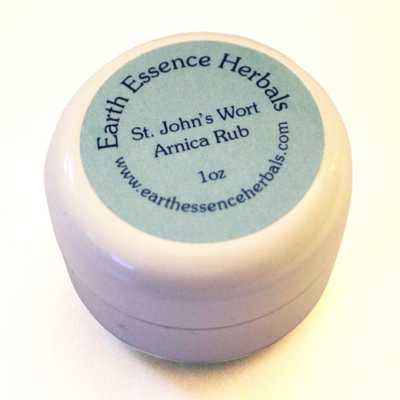 Earth Essence Herbals
St. John's Wort
Arnica Rub
1oz
www.earthessenceherbals.com